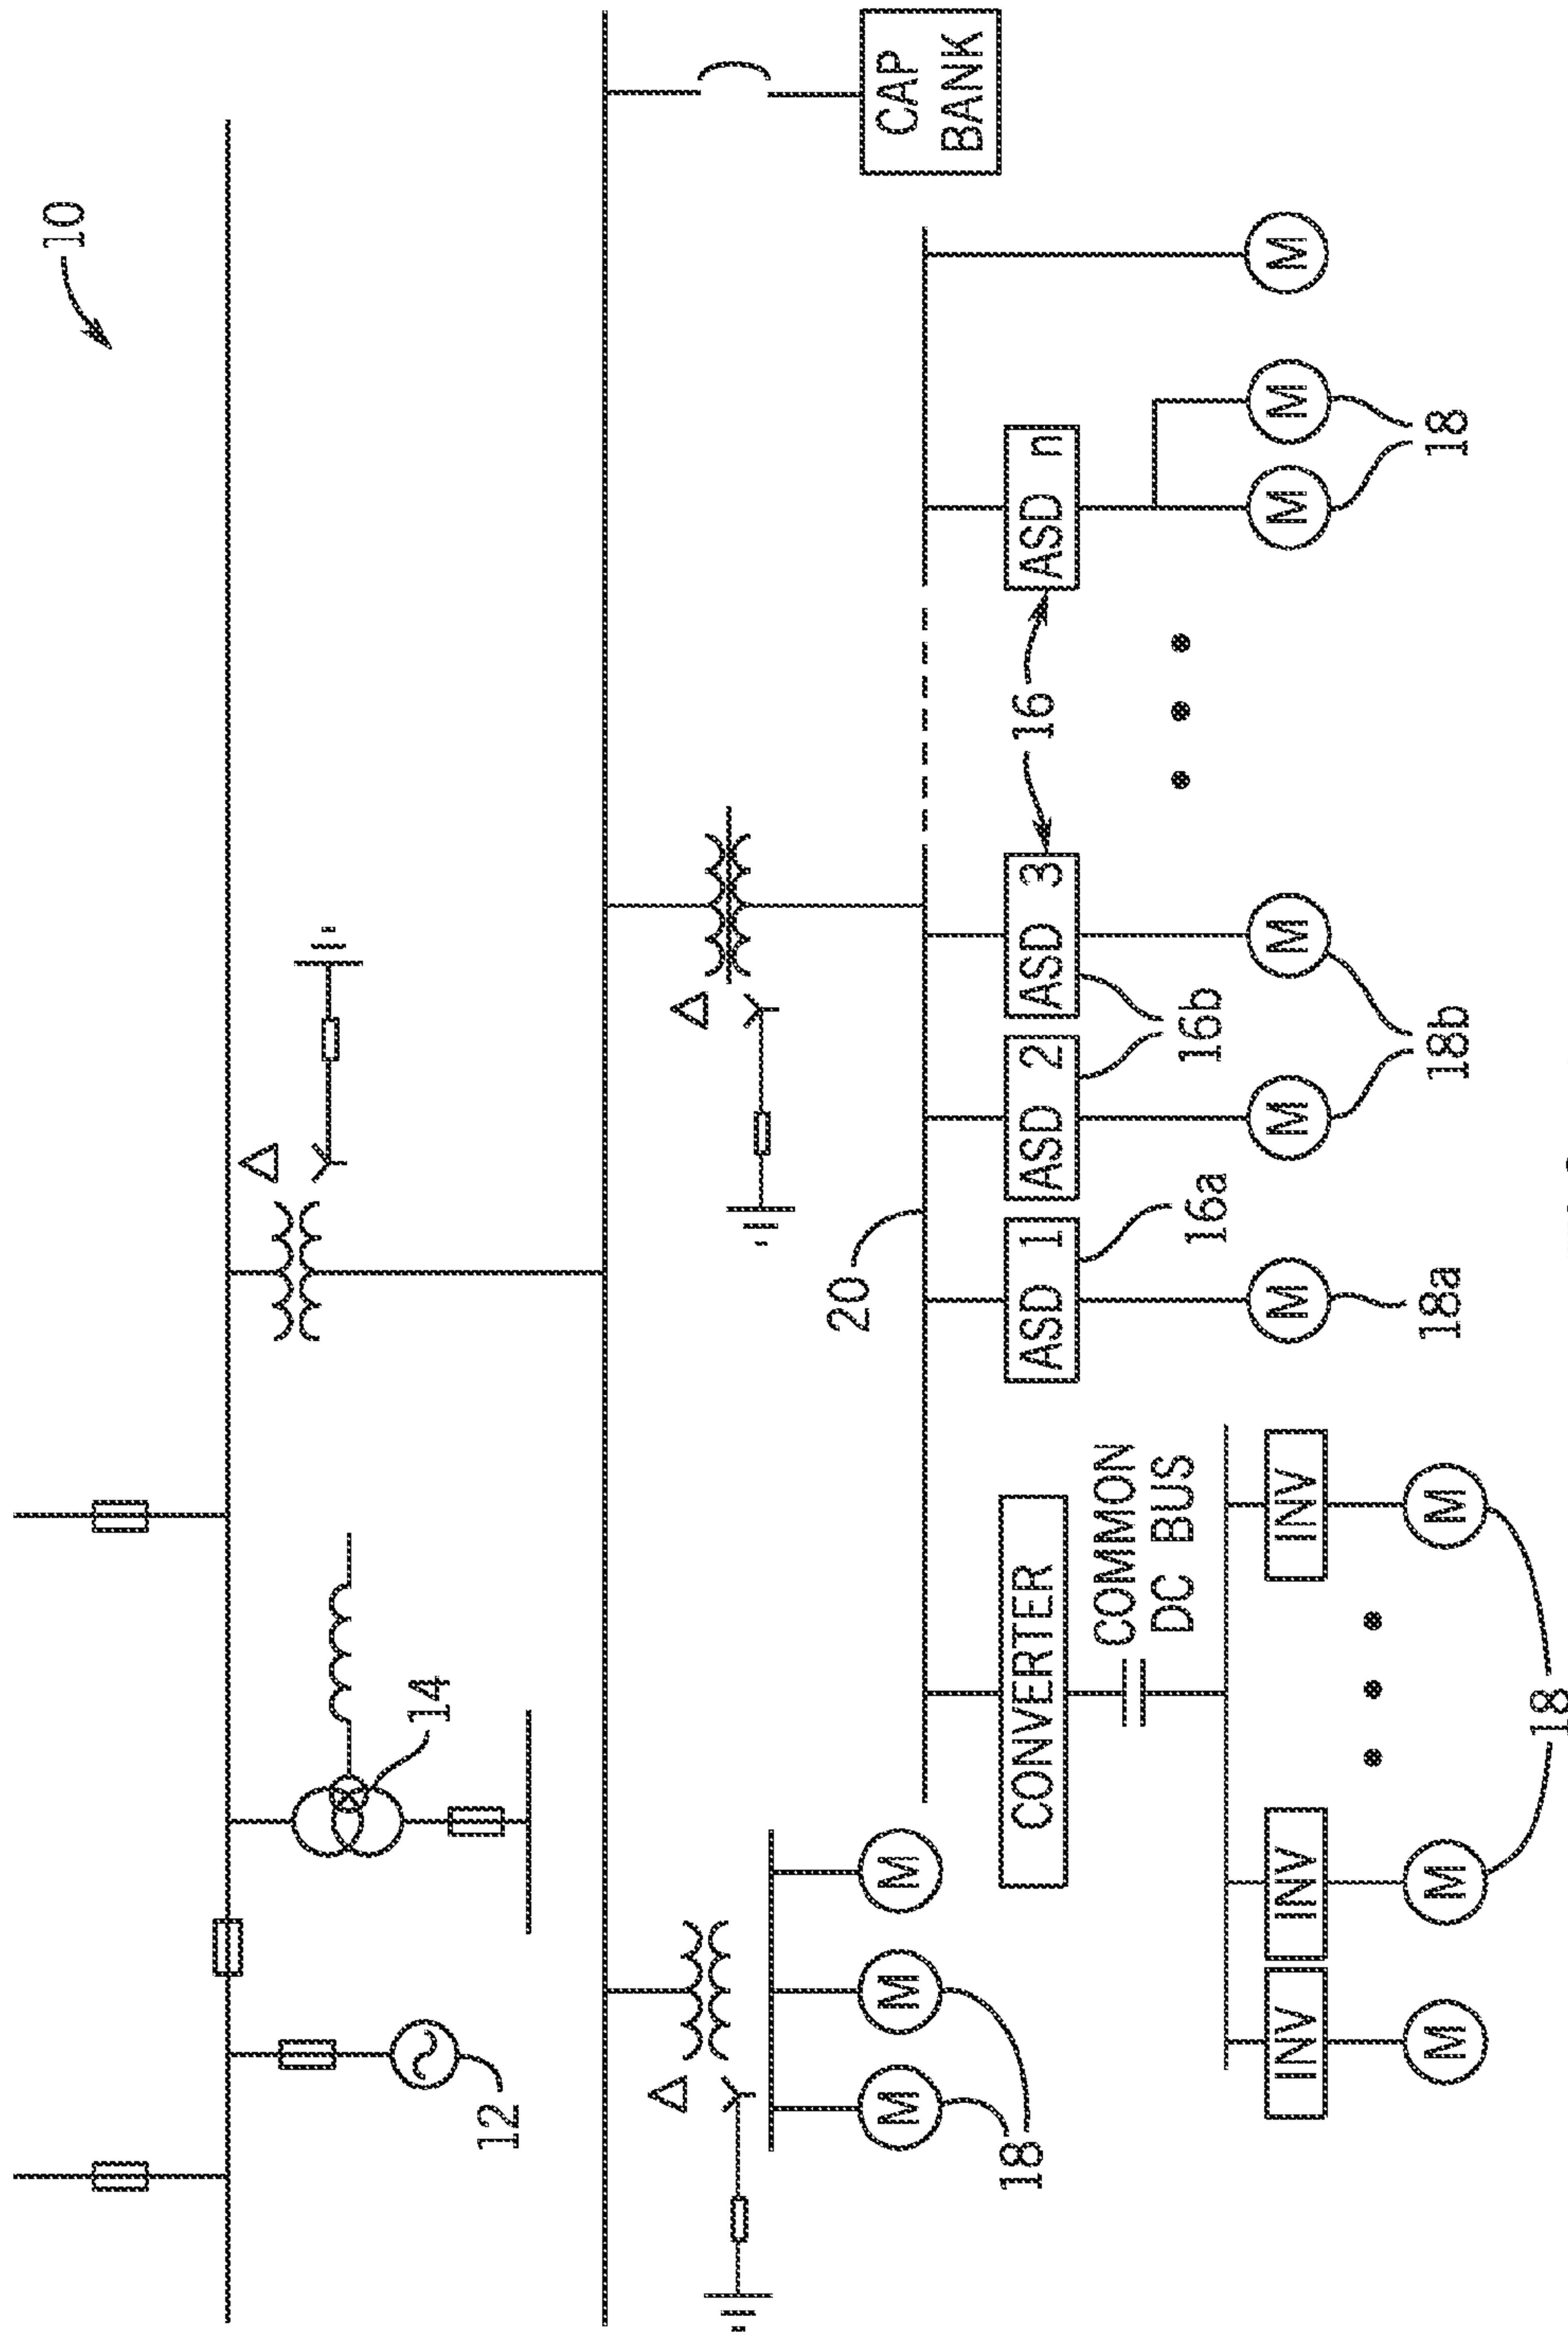 10
14
12
CAP
BANK
18
20
M
M
M
CONVERTER
COMMON
DC BUS
ASD 1
ASD 2
ASD 3
16
ASD n
16a
16b
M
M
M
M
M
M
18a
18b
18
INV
INV
INV
M
M
M
18